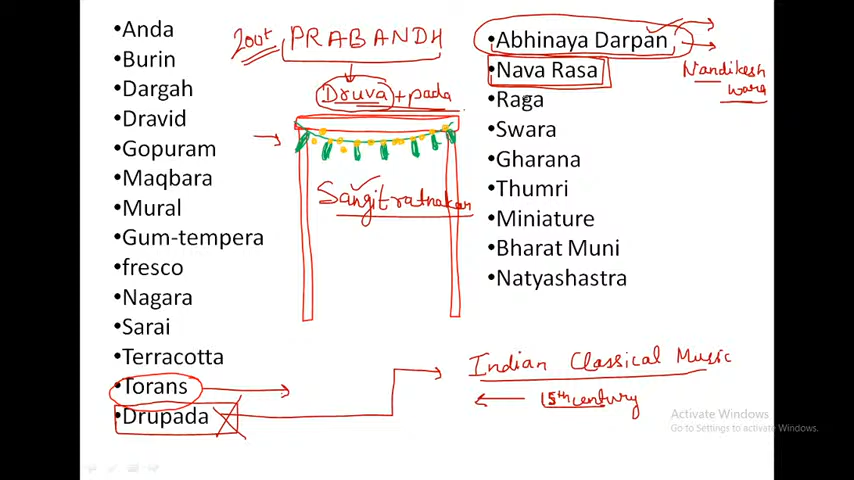 •Anda
•Burin
•Dargah
•Dravid
•Gopuram
•Maqbara
•Mural
•Gum-tempera
•fresco
•Nagara
•Sarai
•Terracotta
•Torans
•Drupada
200+ PRABANDH
Druva + pada
Sangitratnakar
•Abhinaya Darpan
•Nava Rasa
•Raga
•Swara
•Gharana
•Thumri
•Miniature
•Bharat Muni
•Natyashastra
Nandikesh
wara
Indian Classical Music
15th century
Activate Windows
Go to Settings to activate Windows.